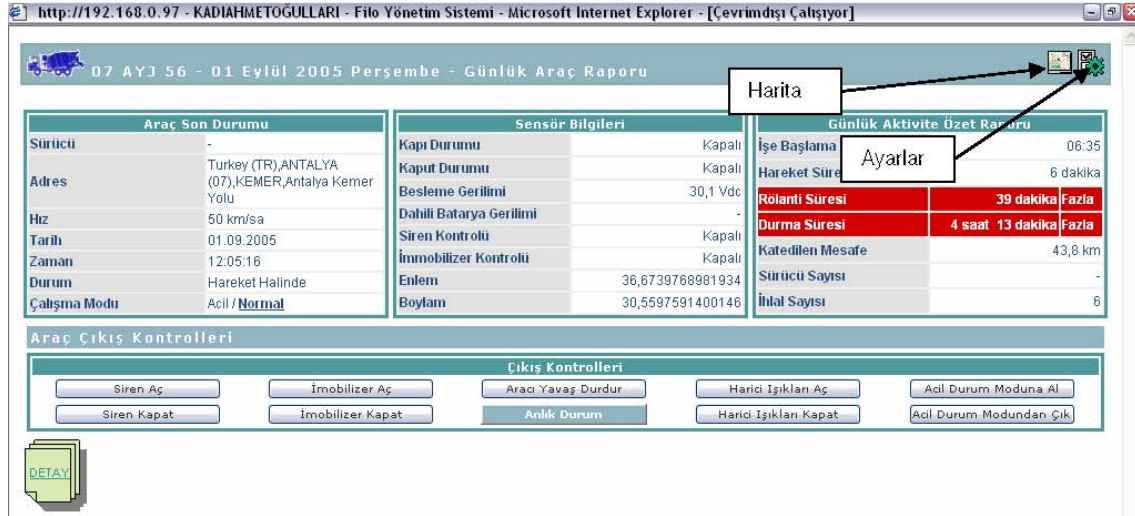 http://192.168.0.97 - KADIAHMETOĞULLARI - Filo Yönetim Sistemi - Microsoft Internet Explorer - [Çevrimdışı Çalışıyor]
07 AYJ 56 - 01 Eylül 2005 Perşembe - Günlük Araç Raporu
Harita
Ayarlar
Araç Son Durumu
Sürücü -
Adres Turkey (TR),ANTALYA
(07),KEMER,Antalya Kemer
Yolu
Hız 50 km/sa
Tarih 01.09.2005
Zaman 12:05:16
Durum Hareket Halinde
Çalışma Modu Acil / Normal
Sensör Bilgileri
Kapı Durumu Kapalı
Kaput Durumu Kapalı
Besleme Gerilimi 30,1 Vdc
Dahili Batarya Gerilimi -
Siren Kontrolü Kapalı
İmmobilizer Kontrolü Kapalı
Enlem 36,6739768981934
Boylam 30,5597591400146
Günlük Aktivite Özet Raporu
İşe Başlama 06:35
Hareket Süre 6 dakika
Rölanti Süresi 39 dakika Fazla
Durma Süresi 4 saat 13 dakika Fazla
Katedilen Mesafe 43,8 km
Sürücü Sayısı -
İhlal Sayısı 6
Araç Çıkış Kontrolleri
Çıkış Kontrolleri
Siren Aç İmobilizer Aç Aracı Yavaş Durdur Harici Işıkları Aç Acil Durum Moduna Al
Siren Kapat İmobilizer Kapat Anlık Durum Harici Işıkları Kapat Acil Durum Modundan Çık
DETAY